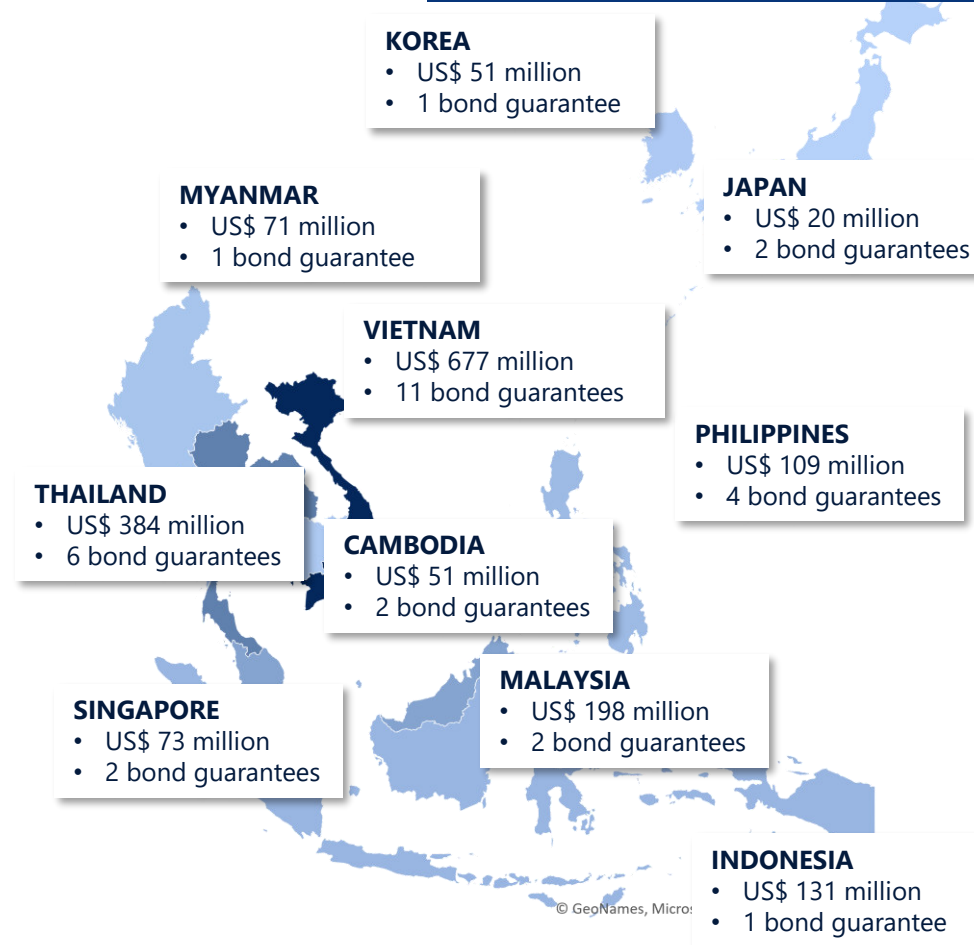 KOREA
• US$ 51 million
• 1 bond guarantee
MYANMAR
• US$ 71 million
• 1 bond guarantee
JAPAN
• US$ 20 million
• 2 bond guarantees
VIETNAM
• US$ 677 million
• 11 bond guarantees
PHILIPPINES
• US$ 109 million
• 4 bond guarantees
THAILAND
• US$ 384 million
• 6 bond guarantees
CAMBODIA
• US$ 51 million
• 2 bond guarantees
MALAYSIA
• US$ 198 million
• 2 bond guarantees
SINGAPORE
• US$ 73 million
• 2 bond guarantees
INDONESIA
• US$ 131 million
• 1 bond guarantee
© GeoNames, Micros